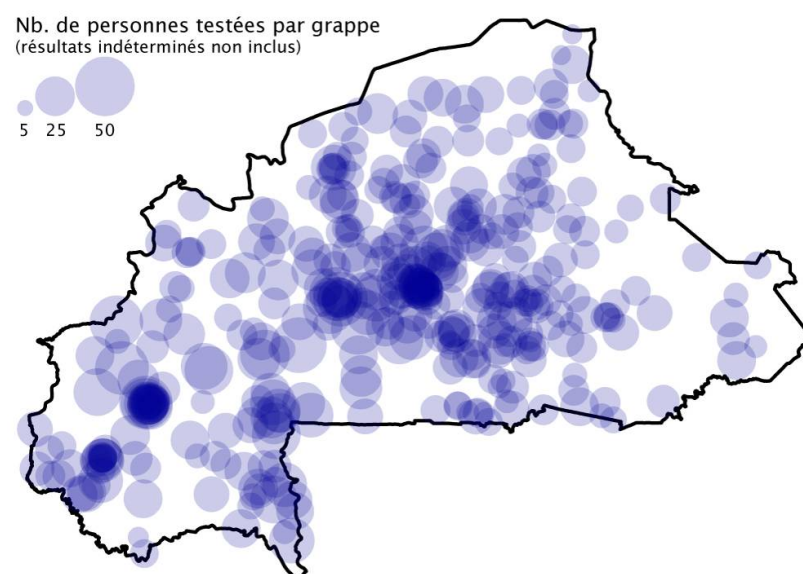 Nb. de personnes testées par grappe
(résultats indéterminés non inclus)
5 25 50